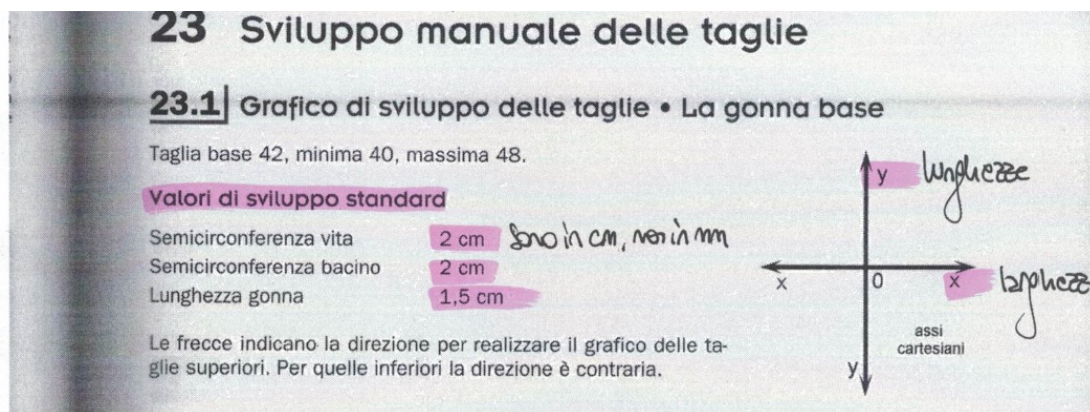 23 Sviluppo manuale delle taglie
23.1 Grafico di sviluppo delle taglie • La gonna base
Taglia base 42, minima 40, massima 48.
Valori di sviluppo standard
Semicirconferenza vita 2 cm sono in cm, non in mm
Semicirconferenza bacino 2 cm
Lunghezza gonna 1,5 cm
Le frecce indicano la direzione per realizzare il grafico delle ta-
glie superiori. Per quelle inferiori la direzione è contraria.
y lunghezze
x 0 x larghezze
assi
cartesiani
y